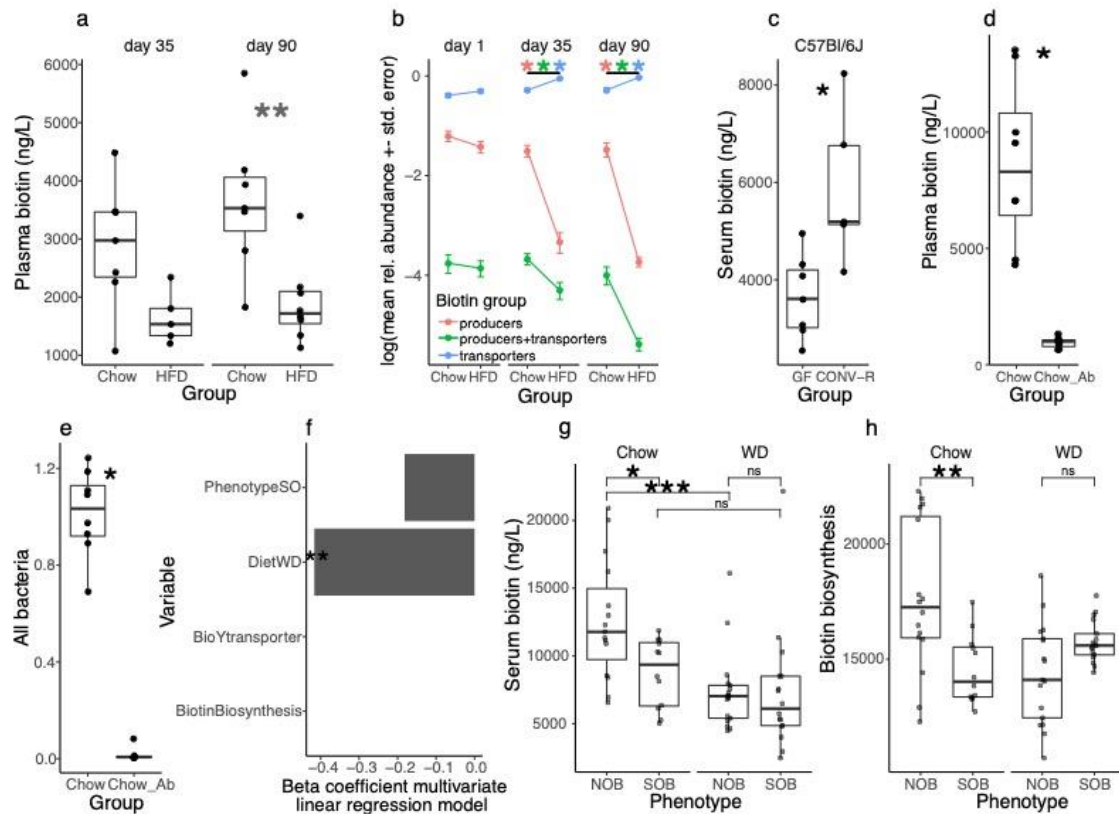 a
day 35 day 90
Plasma biotin (ng/L)
6000
5000
4000
3000
2000
1000
**
Chow HFD Chow HFD
Group
b
day 1 day 35 day 90
* * * * * *
log(mean rel. abundance +- std. error)
0
−2
−4
Biotin group
producers
producers+transporters
transporters
Chow HFD Chow HFD Chow HFD
Group
c
C57Bl/6J
*
Serum biotin (ng/L)
8000
6000
4000
GF CONV-R
Group
d
*
Plasma biotin (ng/L)
10000
5000
0
Chow Chow_Ab
Group
e
*
All bacteria
1.2
0.8
0.4
0.0
Chow Chow_Ab
Group
f
Variable
PhenotypeSO
DietWD
**
BioYtransporter
BiotinBiosynthesis
−0.4 −0.3 −0.2 −0.1 0.0
Beta coefficient multivariate
linear regression model
g
Chow WD
* ns
***
ns
Serum biotin (ng/L)
20000
15000
10000
5000
NOB SOB NOB SOB
Phenotype
h
Chow WD
** ns
Biotin biosynthesis
20000
15000
NOB SOB NOB SOB
Phenotype